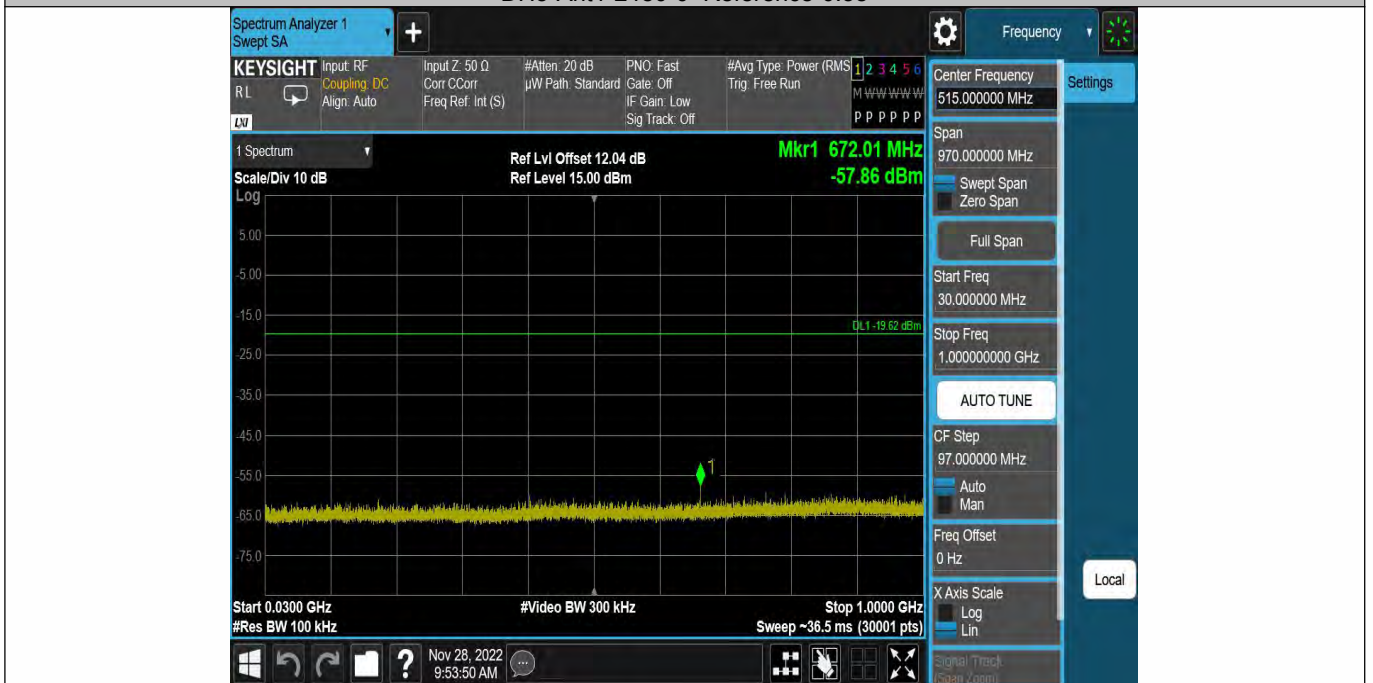 Spectrum Analyzer 1
Swept SA
+
Frequency
KEYSIGHT
RL
LXI
Input: RF
Coupling: DC
Align: Auto
Input Z: 50 Ω
Corr CCorr
Freq Ref: Int (S)
#Atten: 20 dB
µW Path: Standard
PNO: Fast
Gate: Off
IF Gain: Low
Sig Track: Off
#Avg Type: Power (RMS
Trig: Free Run
1 2 3 4 5 6
M W W W W W
P P P P P P
Center Frequency
515.000000 MHz
Settings
Span
970.000000 MHz
Swept Span
Zero Span
Full Span
Start Freq
30.000000 MHz
Stop Freq
1.000000000 GHz
AUTO TUNE
CF Step
97.000000 MHz
Auto
Man
Freq Offset
0 Hz
X Axis Scale
Log
Lin
Signal Track
(Span Zoom)
Local
1 Spectrum
Scale/Div 10 dB
Ref Lvl Offset 12.04 dB
Ref Level 15.00 dBm
Mkr1 672.01 MHz
-57.86 dBm
Log
5.00
-5.00
-15.0
DL1 -19.62 dBm
-25.0
-35.0
-45.0
-55.0
1
-65.0
-75.0
Start 0.0300 GHz
#Video BW 300 kHz
Stop 1.0000 GHz
#Res BW 100 kHz
Sweep ~36.5 ms (30001 pts)
?
Nov 28, 2022
9:53:50 AM